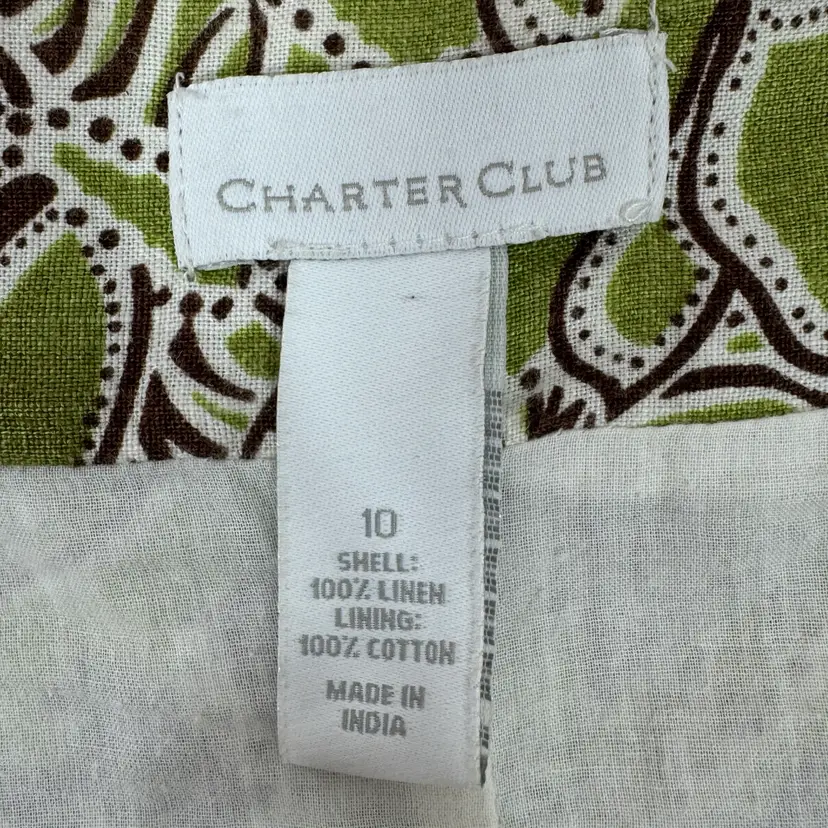 CHARTER CLUB
10
SHELL:
100% LINEN
LINING:
100% COTTON
MADE IN
INDIA